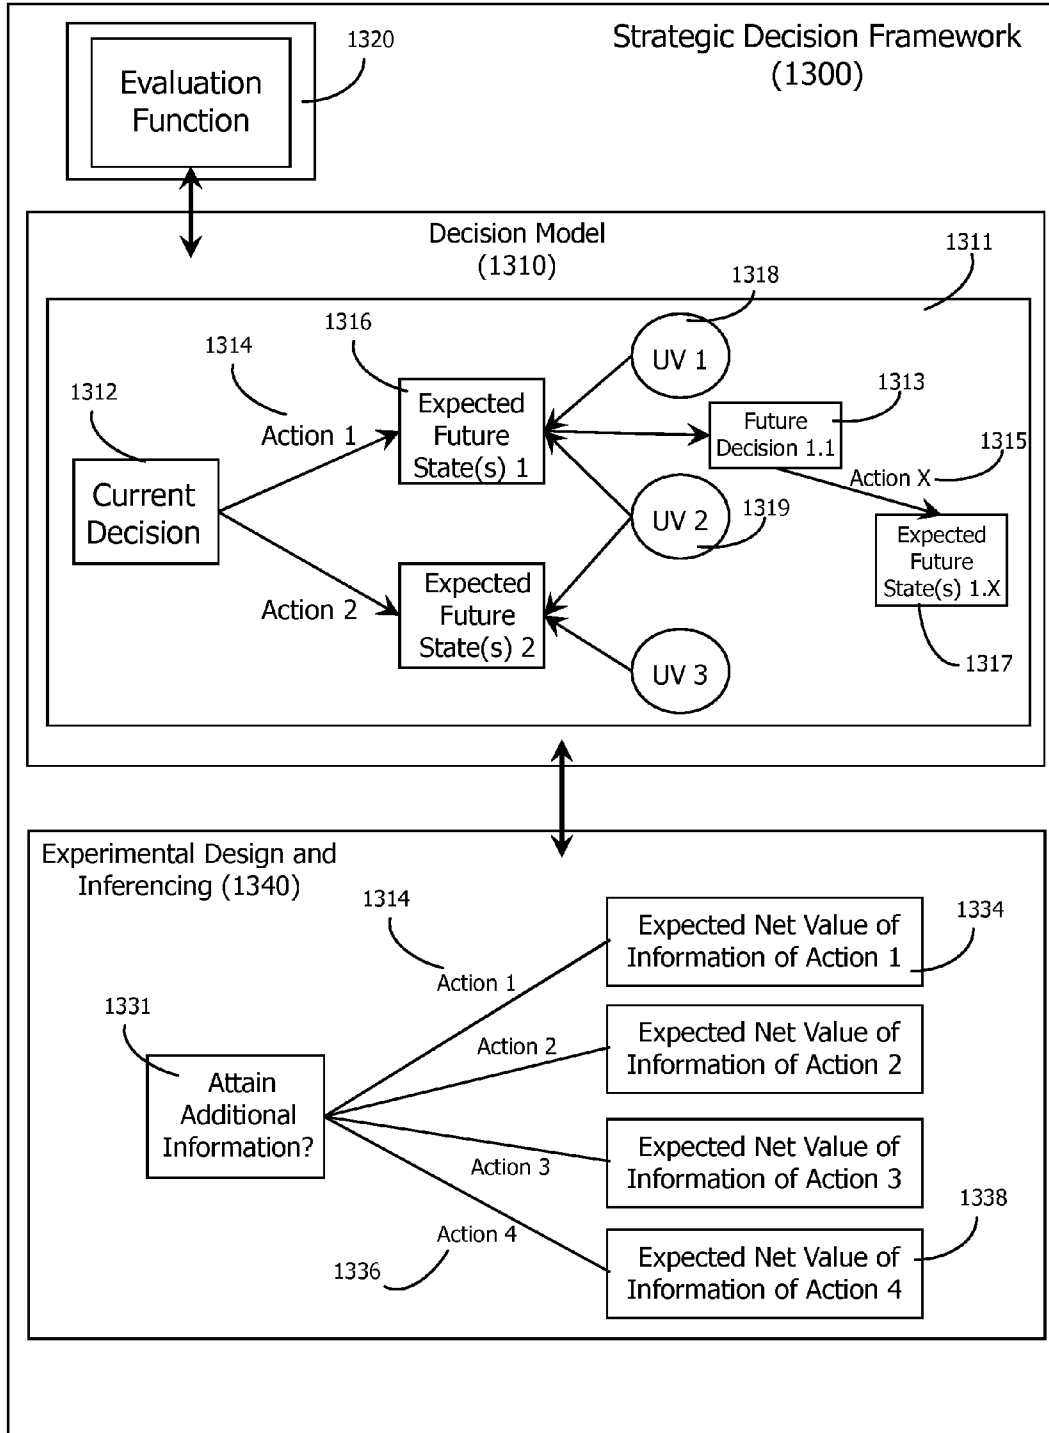 1320
Strategic Decision Framework
(1300)
Evaluation
Function
Decision Model
(1310)
1311
1318
1316
1314
UV 1
1312
1313
Expected
Future
State(s) 1
Action 1
Future
Decision 1.1
1315
Action X
Current
Decision
UV 2
1319
Expected
Future
State(s) 1.X
Expected
Future
State(s) 2
Action 2
UV 3
1317
Experimental Design and
Inferencing (1340)
1314
1334
Expected Net Value of
Information of Action 1
Action 1
1331
Action 2
Expected Net Value of
Information of Action 2
Attain
Additional
Information?
Action 3
Expected Net Value of
Information of Action 3
1338
Action 4
1336
Expected Net Value of
Information of Action 4